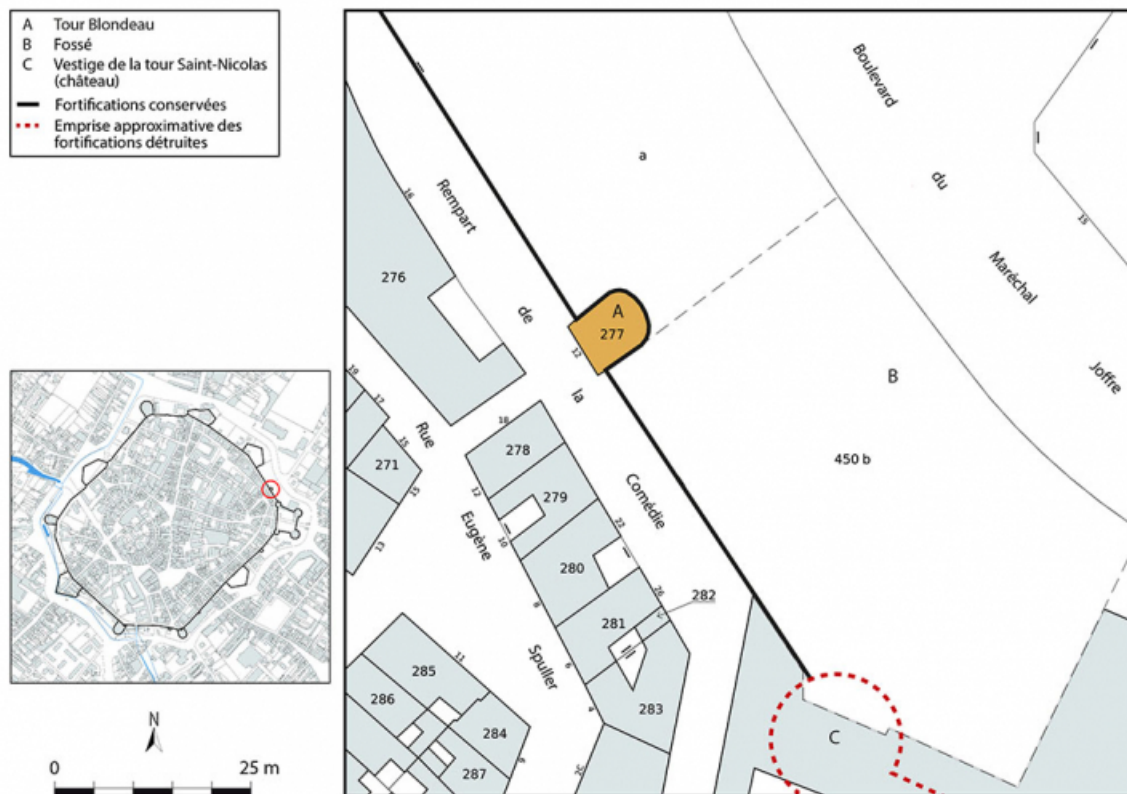 A Tour Blondeau
B Fossé
C Vestige de la tour Saint-Nicolas
(château)
Fortifications conservées
Emprise approximative des
fortifications détruites
N
0 25 m
Boulevard
du
Maréchal
Joffre
a
15
Rempart
de
la
Comédie
16
276
A
277
12
B
450 b
19
17
15
271
15
13
Rue
Eugène
Spuller
18
278
12
279
10
22
280
8
26
282
281
6
283
4
11
285
286
284
287
C